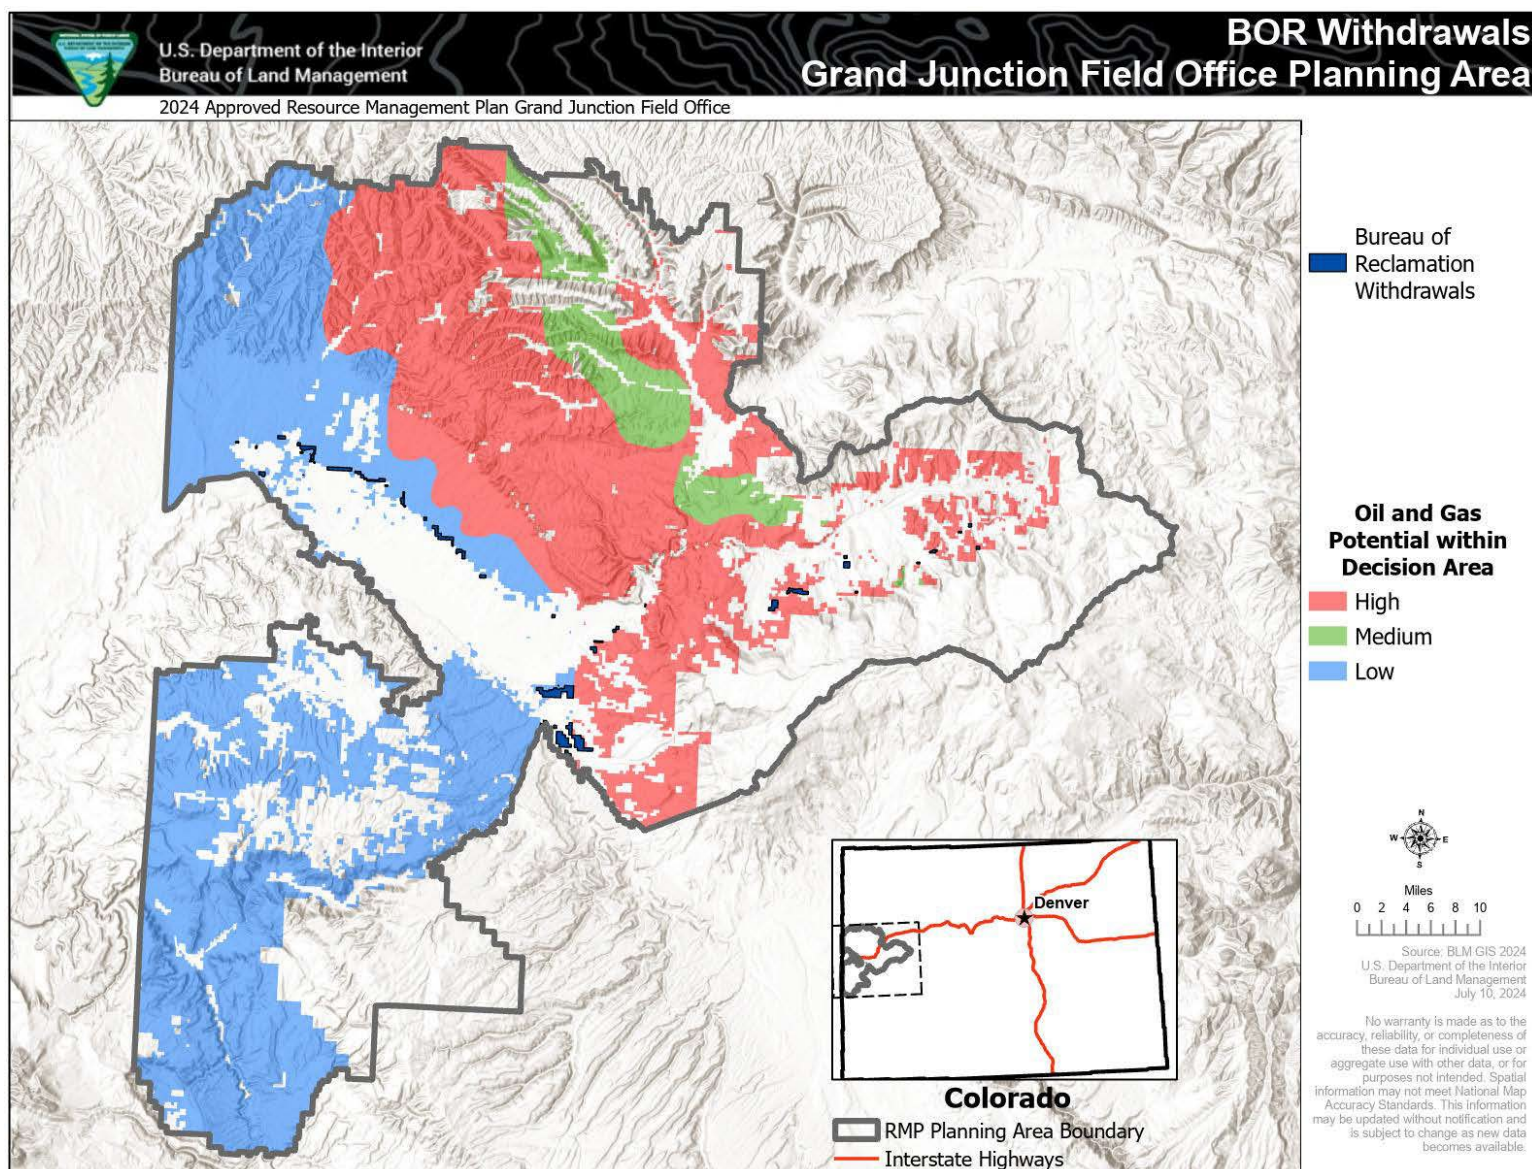 BOR Withdrawals
Grand Junction Field Office Planning Area
U.S. Department of the Interior
Bureau of Land Management
2024 Approved Resource Management Plan Grand Junction Field Office
Bureau of
Reclamation
Withdrawals
Oil and Gas
Potential within
Decision Area
High
Medium
Low
N
W
E
S
Miles
0 2 4 6 8 10
Source: BLM GIS 2024
U.S. Department of the Interior
Bureau of Land Management
July 10, 2024
No warranty is made as to the
accuracy, reliability, or completeness of
these data for individual use or
aggregate use with other data, or for
purposes not intended. Spatial
information may not meet National Map
Accuracy Standards. This information
may be updated without notification and
is subject to change as new data
becomes available.
Denver
Colorado
RMP Planning Area Boundary
Interstate Highways